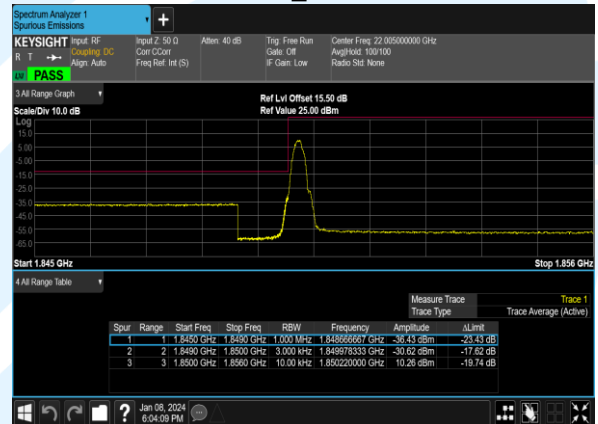 Spectrum Analyzer 1
Spurious Emissions
+
KEYSIGHT Input: RF Input Z: 50 Ω Atten: 40 dB Trig: Free Run Center Freq: 22.005000000 GHz
R T Coupling: DC Corr CCorr Gate: Off Avg|Hold: 100/100
Align: Auto Freq Ref: Int (S) IF Gain: Low Radio Std: None
LNI PASS
3 All Range Graph
Scale/Div 10.0 dB
Ref Lvl Offset 15.50 dB
Ref Value 25.00 dBm
Log
15.0
5.00
-5.00
-15.0
-25.0
-35.0
-45.0
-55.0
-65.0
Start 1.845 GHz Stop 1.856 GHz
4 All Range Table
Measure Trace Trace 1
Trace Type Trace Average (Active)
Spur Range Start Freq Stop Freq RBW Frequency Amplitude ΔLimit
1 1 1.8450 GHz 1.8490 GHz 1.000 MHz 1.848666667 GHz -36.43 dBm -23.43 dB
2 2 1.8490 GHz 1.8500 GHz 3.000 kHz 1.849978333 GHz -30.62 dBm -17.62 dB
3 3 1.8500 GHz 1.8560 GHz 10.00 kHz 1.850220000 GHz 10.26 dBm -19.74 dB
?
Jan 08, 2024
6:04:09 PM